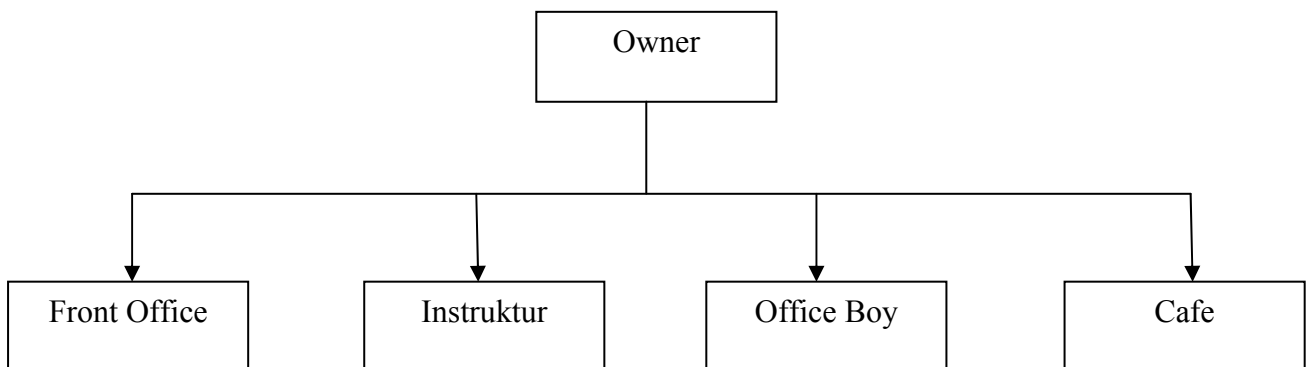 Owner
Front Office
Instruktur
Office Boy
Cafe